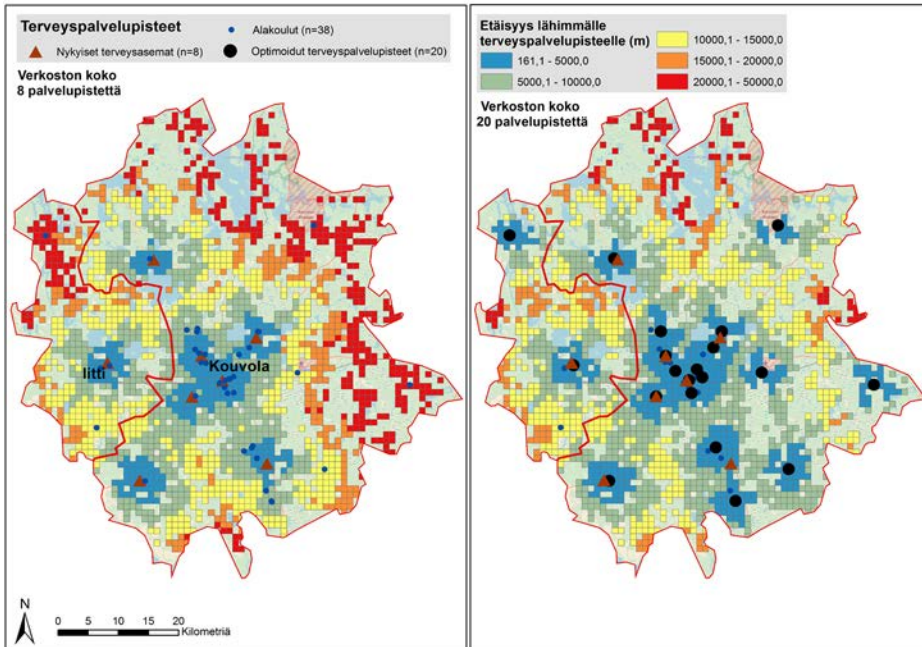 Terveyspalvelupisteet
Alakoulut (n=38)
Nykyiset terveysasemat (n=8)
Optimoidut terveyspalvelupisteet (n=20)
Verkoston koko
8 palvelupistettä
Iitti
Kouvola
N
0 5 10 15 20
Kilometriä
Etäisyys lähimmälle
terveyspalvelupisteelle (m)
161,1 - 5000,0
5000,1 - 10000,0
10000,1 - 15000,0
15000,1 - 20000,0
20000,1 - 50000,0
Verkoston koko
20 palvelupistettä